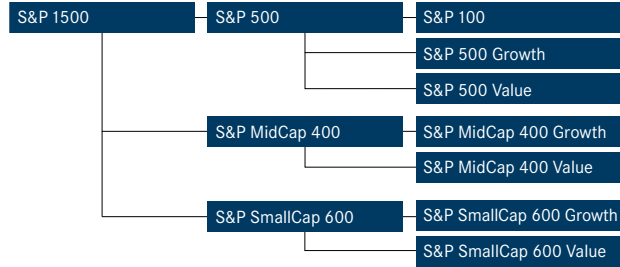 S&P 1500
S&P 500
S&P 100
S&P 500 Growth
S&P 500 Value
S&P MidCap 400
S&P MidCap 400 Growth
S&P MidCap 400 Value
S&P SmallCap 600
S&P SmallCap 600 Growth
S&P SmallCap 600 Value